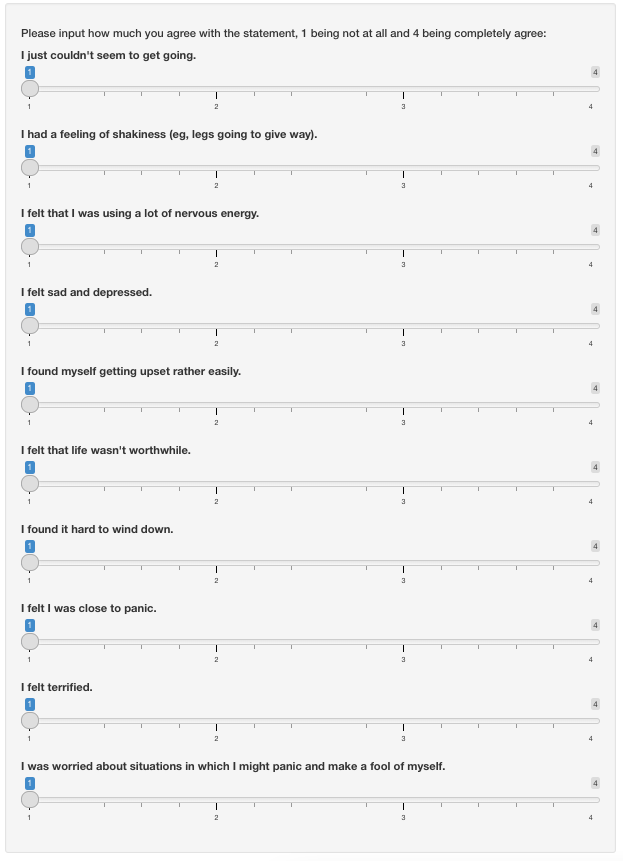 Please input how much you agree with the statement, 1 being not at all and 4 being completely agree:
I just couldn't seem to get going.
1 4
1 2 3 4
I had a feeling of shakiness (eg, legs going to give way).
1 4
1 2 3 4
I felt that I was using a lot of nervous energy.
1 4
1 2 3 4
I felt sad and depressed.
1 4
1 2 3 4
I found myself getting upset rather easily.
1 4
1 2 3 4
I felt that life wasn't worthwhile.
1 4
1 2 3 4
I found it hard to wind down.
1 4
1 2 3 4
I felt I was close to panic.
1 4
1 2 3 4
I felt terrified.
1 4
1 2 3 4
I was worried about situations in which I might panic and make a fool of myself.
1 4
1 2 3 4